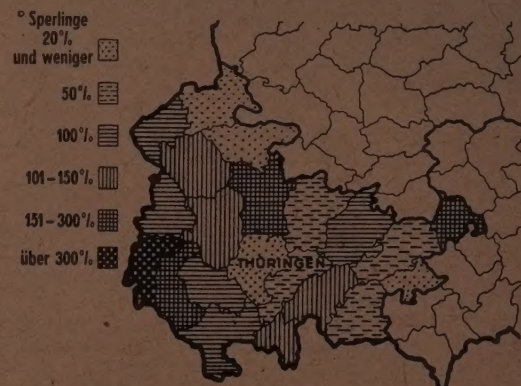 ° Sperlinge
20%
und weniger
50%
100%
101-150%
151-300%
über 300%
THÜRINGEN